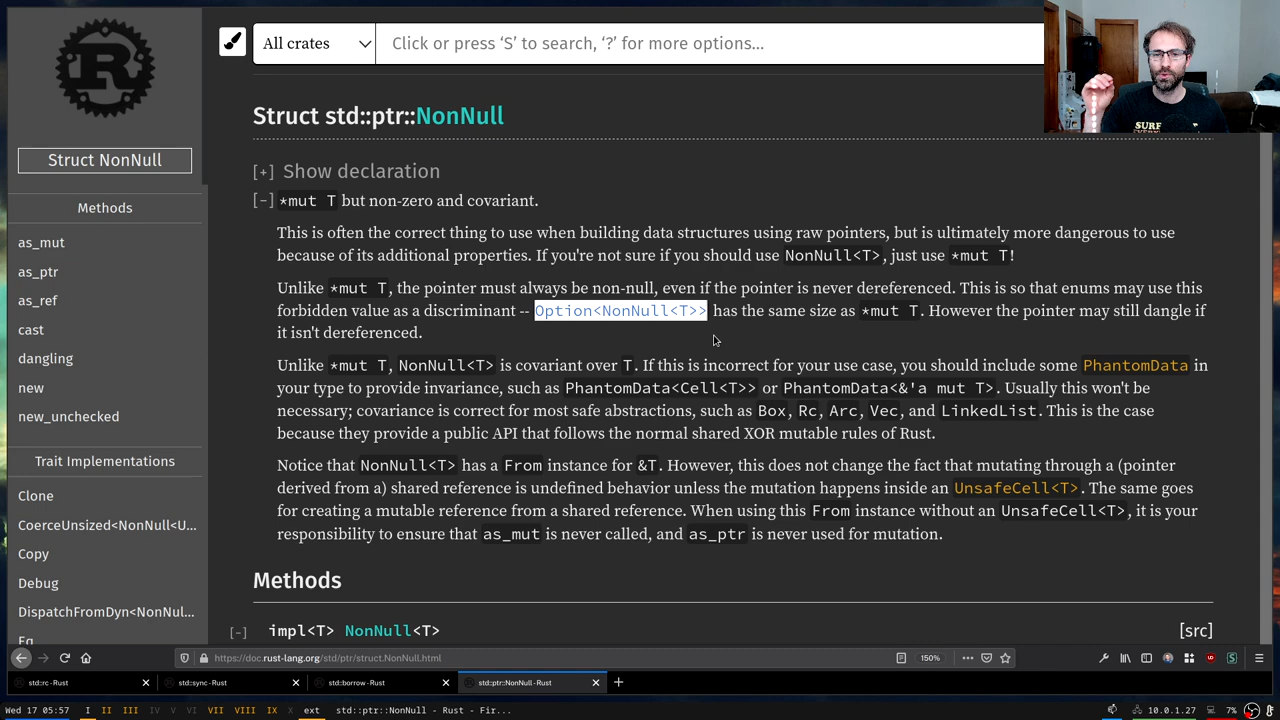 All crates
Click or press ‘S’ to search, ‘?’ for more options…
SURF
Struct std::ptr::NonNull
Struct NonNull
Methods
as_mut
as_ptr
as_ref
cast
dangling
new
new_unchecked
Trait Implementations
Clone
CoerceUnsized<NonNull<U...
Copy
Debug
DispatchFromDyn<NonNul...
Eq
[+] Show declaration
[-] *mut T but non-zero and covariant.
This is often the correct thing to use when building data structures using raw pointers, but is ultimately more dangerous to use
because of its additional properties. If you're not sure if you should use NonNull<T>, just use *mut T!
Unlike *mut T, the pointer must always be non-null, even if the pointer is never dereferenced. This is so that enums may use this
forbidden value as a discriminant -- Option<NonNull<T>> has the same size as *mut T. However the pointer may still dangle if
it isn't dereferenced.
Unlike *mut T, NonNull<T> is covariant over T. If this is incorrect for your use case, you should include some PhantomData in
your type to provide invariance, such as PhantomData<Cell<T>> or PhantomData<&'a mut T>. Usually this won't be
necessary; covariance is correct for most safe abstractions, such as Box, Rc, Arc, Vec, and LinkedList. This is the case
because they provide a public API that follows the normal shared XOR mutable rules of Rust.
Notice that NonNull<T> has a From instance for &T. However, this does not change the fact that mutating through a (pointer
derived from a) shared reference is undefined behavior unless the mutation happens inside an UnsafeCell<T>. The same goes
for creating a mutable reference from a shared reference. When using this From instance without an UnsafeCell<T>, it is your
responsibility to ensure that as_mut is never called, and as_ptr is never used for mutation.
Methods
[-] impl<T> NonNull<T> [src]
https://doc.rust-lang.org/std/ptr/struct.NonNull.html 150%
std::rc - Rust std::sync - Rust std::borrow - Rust std::ptr::NonNull - Rust
Wed 17 05:57 I II III IV V VI VII VIII IX X ext std::ptr::NonNull - Rust - Fir... 10.0.1.27 7%